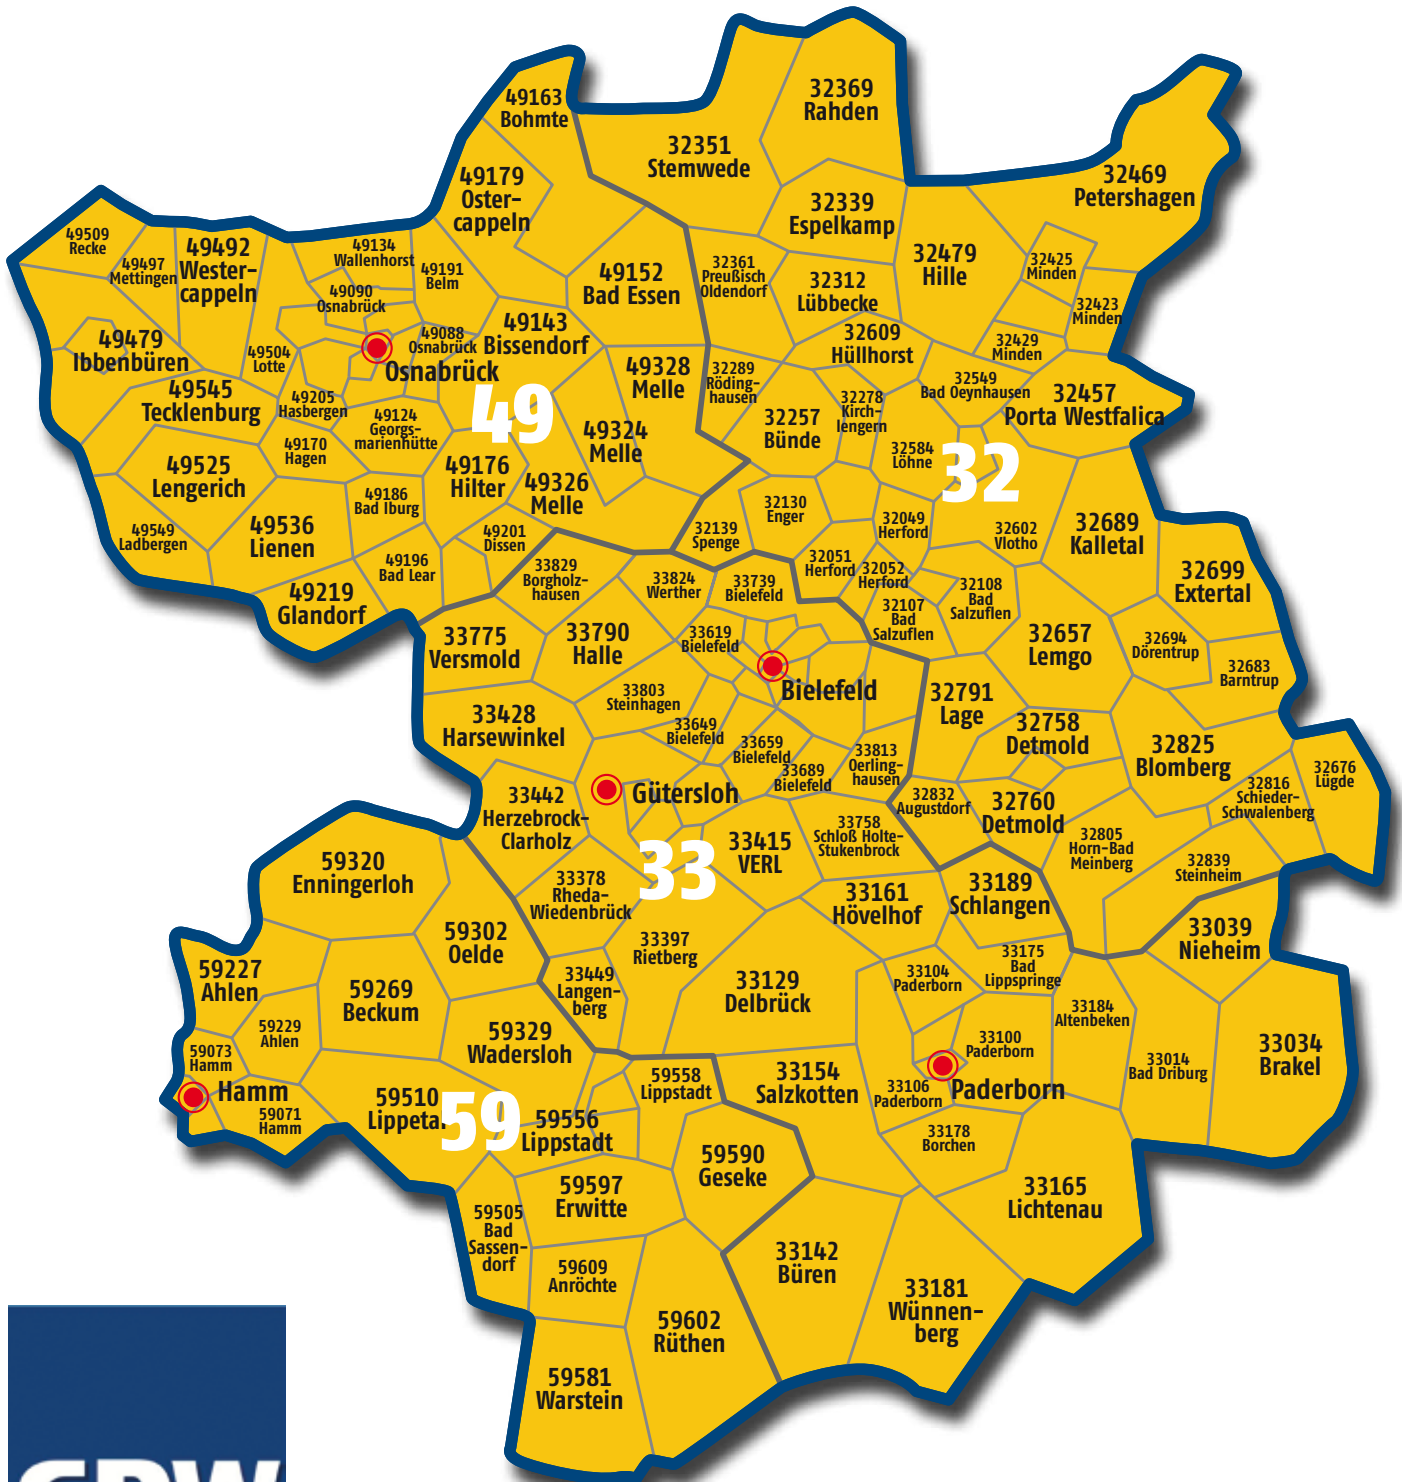 49163
Bohmte
32369
Rahden
32351
Stemwede
49179
Oster-
cappeln
32469
Petershagen
32339
Espelkamp
49509
Recke
49497
Mettingen
49492
Wester-
cappeln
49134
Wallenhorst
49191
Belm
49090
Osnabrück
49152
Bad Essen
32361
Preußisch
Oldendorf
32312
Lübbecke
32479
Hille
32425
Minden
32423
Minden
49479
Ibbenbüren
49504
Lotte
49088
Osnabrück
49143
Bissendorf
32609
Hüllhorst
32429
Minden
Osnabrück
49328
Melle
32289
Röding-
hausen
32549
Bad Oeynhausen
32457
Porta Westfalica
49545
Tecklenburg
49205
Hasbergen
49124
Georgs-
marienhütte
49
49324
Melle
32257
Bünde
32278
Kirch-
lengern
32584
Löhne
32
49170
Hagen
49525
Lengerich
49176
Hilter
49326
Melle
49186
Bad Iburg
32130
Enger
49549
Ladbergen
49536
Lienen
49201
Dissen
32139
Spenge
32049
Herford
32602
Vlotho
32689
Kalletal
49196
Bad Lear
33829
Borgholz-
hausen
33824
Werther
33739
Bielefeld
32051
Herford
32052
Herford
32108
Bad
Salzuflen
32699
Extertal
49219
Glandorf
32107
Bad
Salzuflen
33775
Versmold
33790
Halle
33619
Bielefeld
32657
Lemgo
32694
Dörentrup
32683
Barntrup
Bielefeld
33803
Steinhagen
32791
Lage
33428
Harsewinkel
33649
Bielefeld
33659
Bielefeld
33813
Oerling-
hausen
32758
Detmold
32825
Blomberg
33689
Bielefeld
32816
Schieder-
Schwalenberg
32676
Lügde
Gütersloh
33442
Herzebrock-
Clarholz
32832
Augustdorf
32760
Detmold
33758
Schloß Holte-
Stukenbrock
33415
VERL
32805
Horn-Bad
Meinberg
32839
Steinheim
59320
Enningerloh
33
33378
Rheda-
Wiedenbrück
33161
Hövelhof
33189
Schlangen
59302
Oelde
33397
Rietberg
33039
Nieheim
59227
Ahlen
33449
Langen-
berg
33129
Delbrück
33104
Paderborn
33175
Bad
Lippspringe
59269
Beckum
33184
Altenbeken
59229
Ahlen
59329
Wadersloh
33100
Paderborn
33034
Brakel
59073
Hamm
33014
Bad Driburg
Hamm
59558
Lippstadt
33154
Salzkotten
33106
Paderborn
Paderborn
59071
Hamm
59510
Lippetal
59
59556
Lippstadt
33178
Borchen
59590
Geseke
59597
Erwitte
33165
Lichtenau
59505
Bad
Sassen-
dorf
33142
Büren
59609
Anröchte
33181
Wünnen-
berg
59602
Rüthen
59581
Warstein